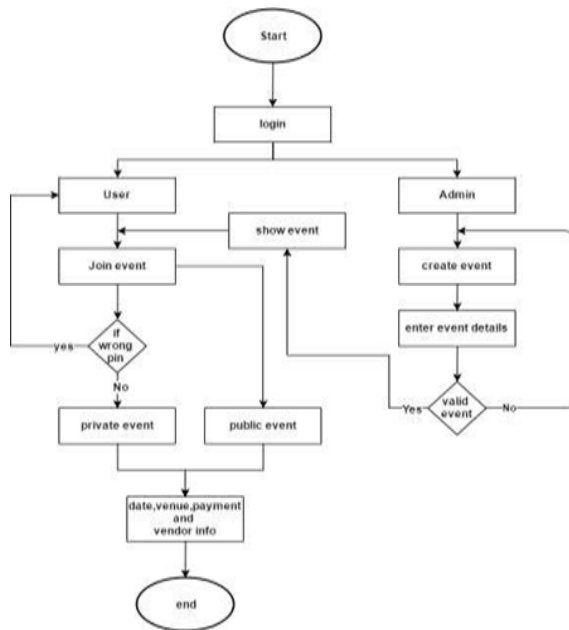 Start
login
User
Admin
show event
Join event
create event
enter event details
if
wrong
pin
yes
No
valid
event
Yes
No
private event
public event
date,venue,payment
and
vendor info
end